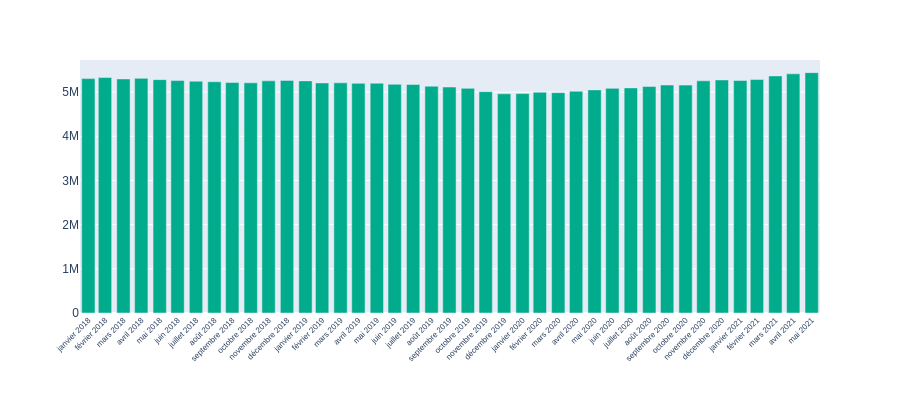 5M
4M
3M
2M
1M
0
janvier 2018
février 2018
mars 2018
avril 2018
mai 2018
juin 2018
juillet 2018
août 2018
septembre 2018
octobre 2018
novembre 2018
décembre 2018
janvier 2019
février 2019
mars 2019
avril 2019
mai 2019
juin 2019
juillet 2019
août 2019
septembre 2019
octobre 2019
novembre 2019
décembre 2019
janvier 2020
février 2020
mars 2020
avril 2020
mai 2020
juin 2020
juillet 2020
août 2020
septembre 2020
octobre 2020
novembre 2020
décembre 2020
janvier 2021
février 2021
mars 2021
avril 2021
mai 2021